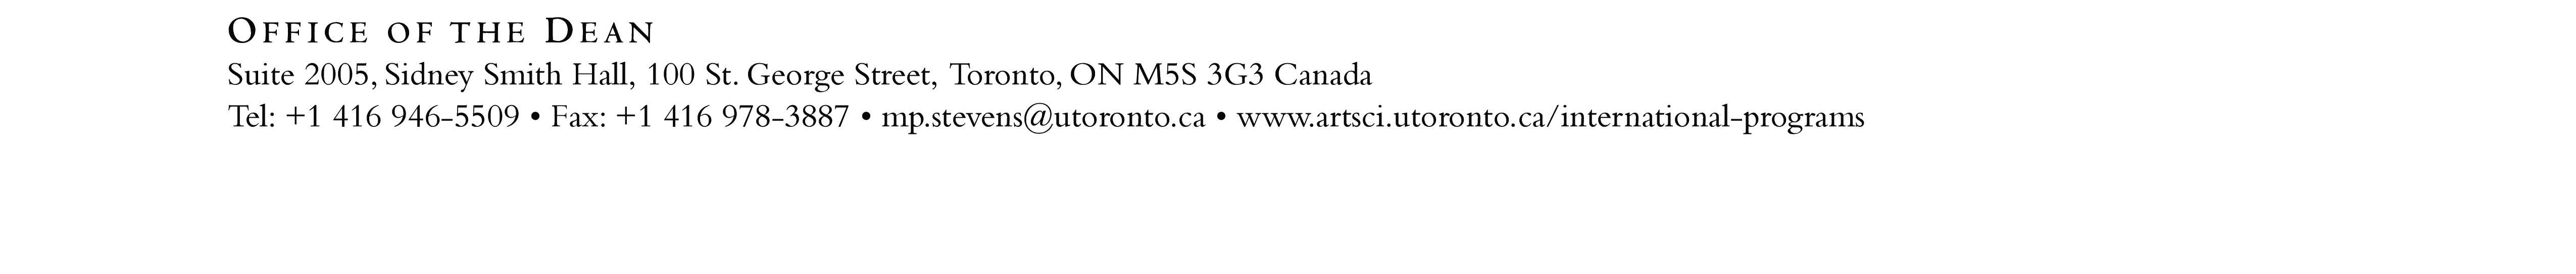 OFFICE OF THE DEAN
Suite 2005, Sidney Smith Hall, 100 St. George Street, Toronto, ON M5S 3G3 Canada
Tel: +1 416 946-5509 • Fax: +1 416 978-3887 • mp.stevens@utoronto.ca • www.artsci.utoronto.ca/international-programs